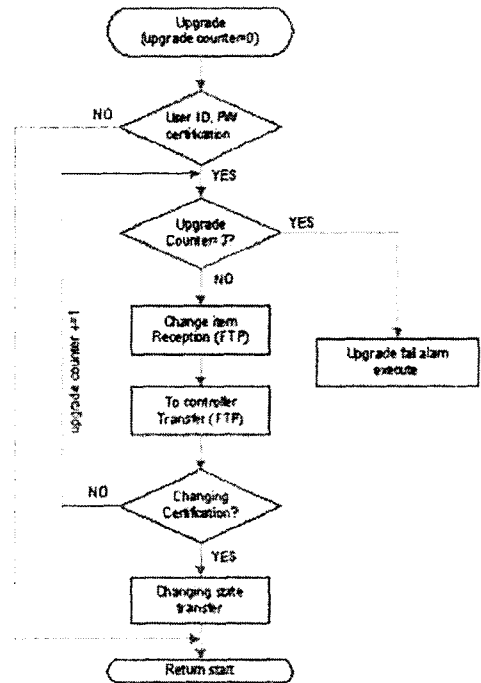 Upgrade
(upgrade counter=0)
NO
User ID, PW
certification
YES
Upgrade
Counter= 3?
YES
NO
Change item
Reception (FTP)
Upgrade fail alarm
execute
To controller
Transfer (FTP)
upgrade counter +=1
NO
Changing
Certification?
YES
Changing state
transfer
Return start